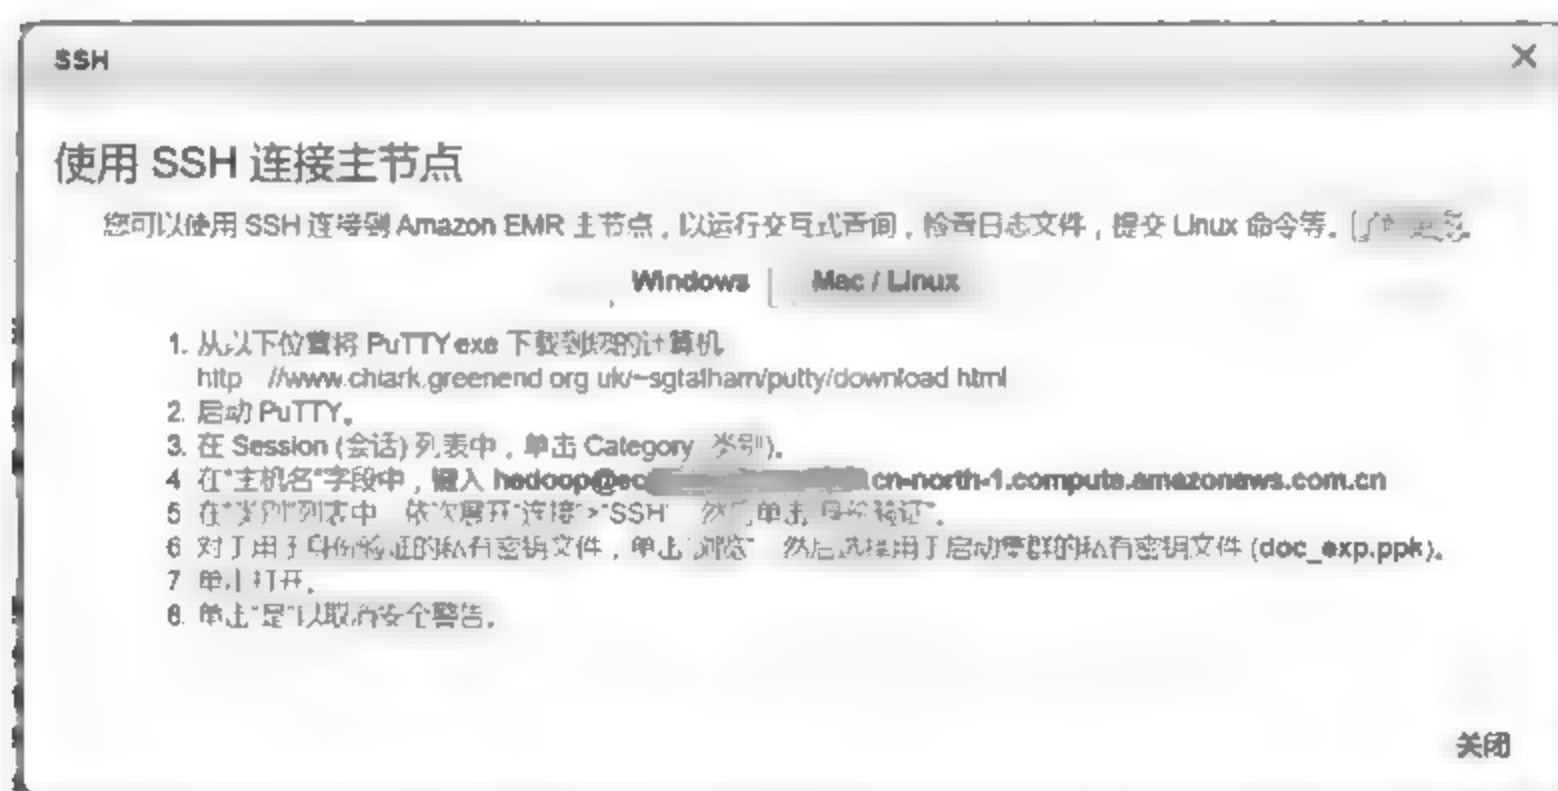 SSH
使用 SSH 连接主节点
您可以使用 SSH 连接到 Amazon EMR 主节点，以运行交互式查询，检查日志文件，提交 Linux 命令等。
Windows Mac / Linux
1. 从以下位置将 PuTTY.exe 下载到您的计算机
http://www.chiark.greenend.org.uk/~sgtatham/putty/download.html
2. 启动 PuTTY。
3. 在 Session (会话) 列表中，单击 Category (类别)。
4. 在"主机名"字段中，键入 hadoop@ec cn-north-1.compute.amazonaws.com.cn
5. 在"类别"列表中，依次展开"连接">"SSH"，然后单击"身份验证"。
6. 对于用于身份验证的私有密钥文件，单击"浏览"，然后选择用于启动集群的私有密钥文件 (doc_exp.ppk)。
7. 单击打开。
8. 单击"是"以取消安全警告。
关闭